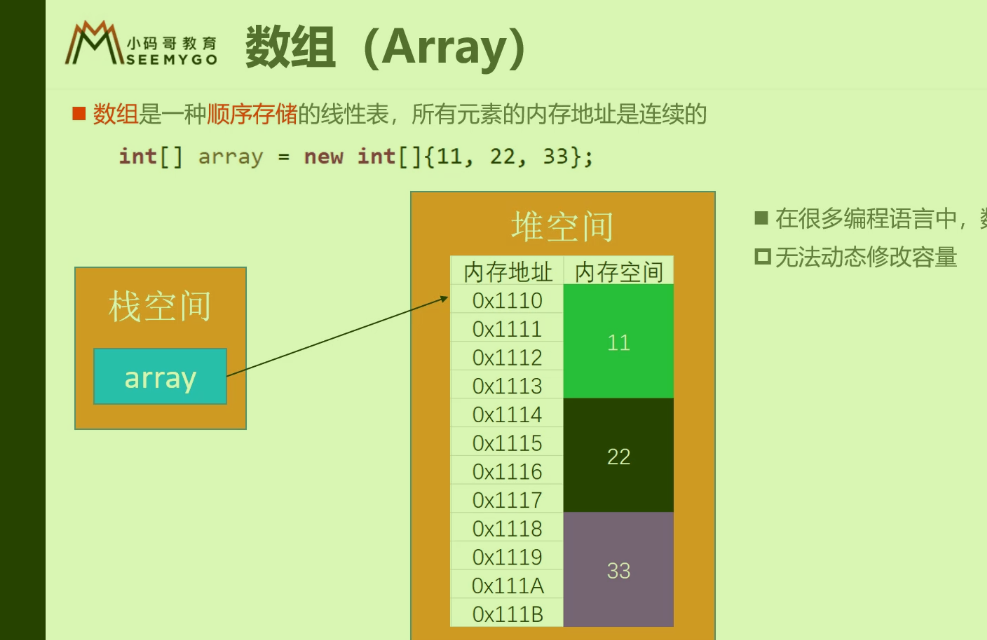 小码哥教育
SEEMYGO
数组（Array）
数组是一种顺序存储的线性表，所有元素的内存地址是连续的
int[] array = new int[]{11, 22, 33};
栈空间
array
堆空间
内存地址 内存空间
0x1110
0x1111
11
0x1112
0x1113
0x1114
0x1115
22
0x1116
0x1117
0x1118
0x1119
33
0x111A
0x111B
在很多编程语言中，
无法动态修改容量